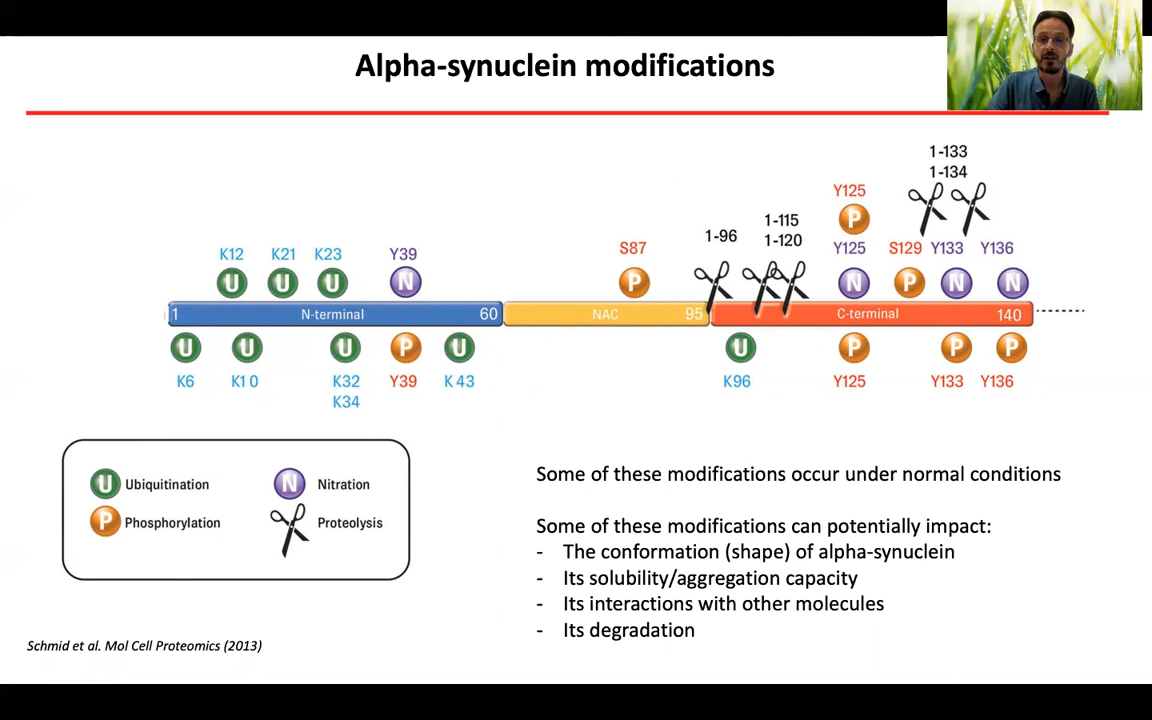 Alpha-synuclein modifications
1-133
1-134
Y125
P
1-96
1-115
1-120
K12 K21 K23 Y39 S87 Y125 S129 Y133 Y136
U U U N P N P N N
1 N-terminal 60 NAC 95 C-terminal 140
U U U P U U P P P
K6 K10 K32 Y39 K43 K96 Y125 Y133 Y136
K34
U Ubiquitination N Nitration
P Phosphorylation Proteolysis
Some of these modifications occur under normal conditions
Some of these modifications can potentially impact:
- The conformation (shape) of alpha-synuclein
- Its solubility/aggregation capacity
- Its interactions with other molecules
- Its degradation
Schmid et al. Mol Cell Proteomics (2013)